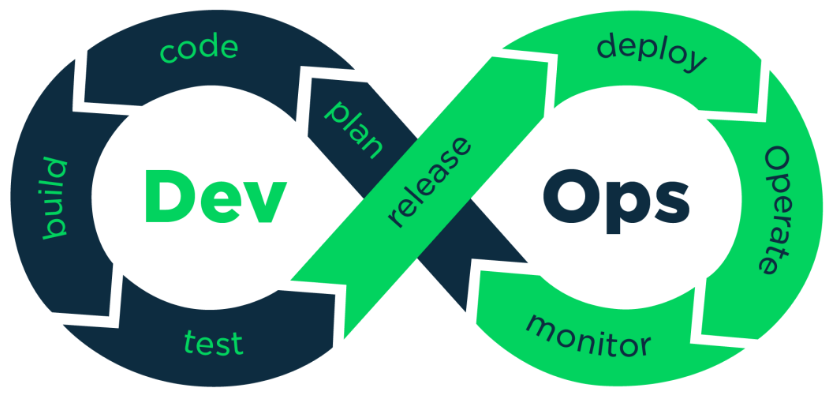 code
deploy
plan
release
build
Dev
Ops
Operate
test
monitor